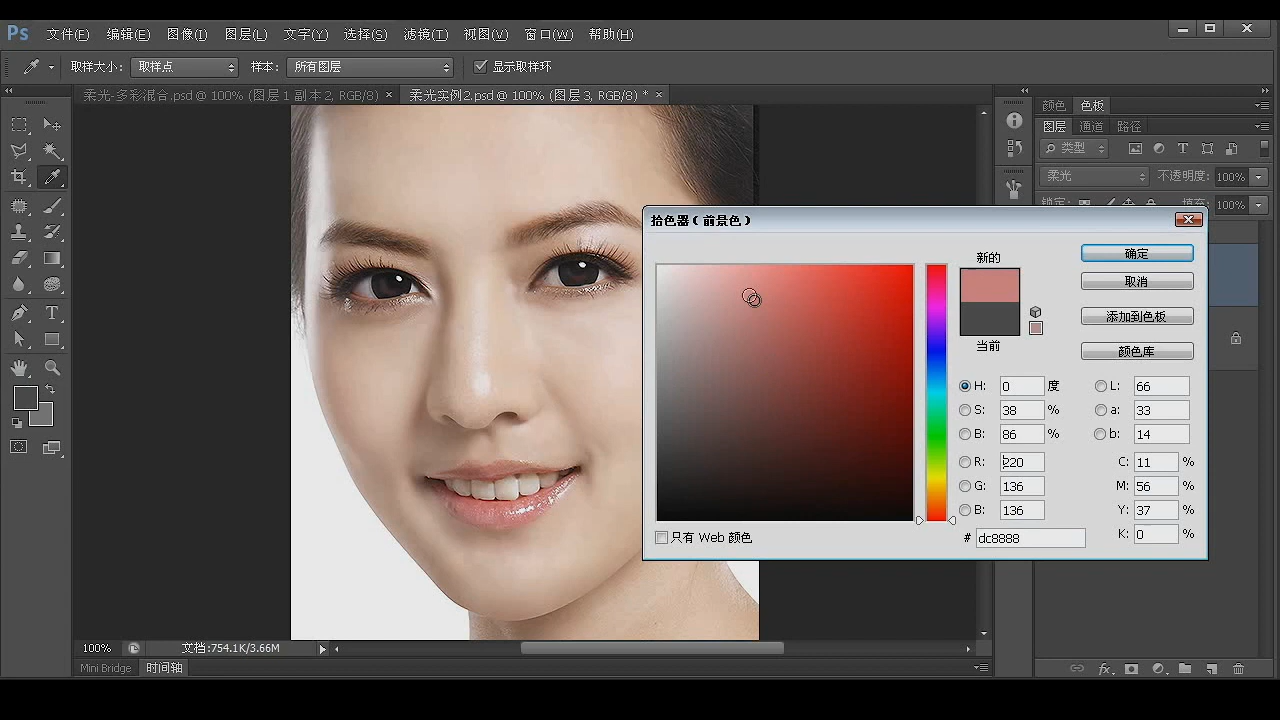 Ps 文件(F) 编辑(E) 图像(I) 图层(L) 文字(Y) 选择(S) 滤镜(T) 视图(V) 窗口(W) 帮助(H)
取样大小: 取样点 样本: 所有图层 显示取样环
柔光-多彩混合.psd @ 100% (图层 1 副本 2, RGB/8) × 柔光实例2.psd @ 100% (图层 3, RGB/8) * ×
颜色 色板
图层 通道 路径
类型
柔光 不透明度: 100%
锁定: 填充: 100%
拾色器(前景色)
新的
当前
确定
取消
添加到色板
颜色库
H: 0 度 L: 66
S: 38 % a: 33
B: 86 % b: 14
R: 220 C: 11 %
G: 136 M: 56 %
B: 136 Y: 37 %
K: 0 %
只有 Web 颜色 # dc8888
100% 文档:754.1K/3.66M
Mini Bridge 时间轴
fx